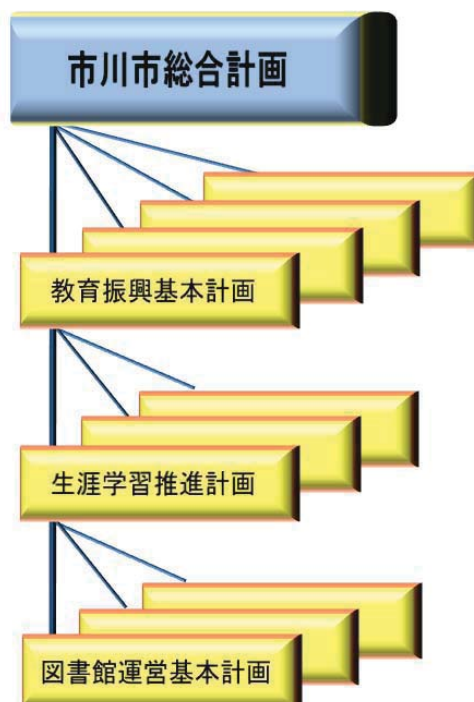 市川市総合計画
教育振興基本計画
生涯学習推進計画
図書館運営基本計画